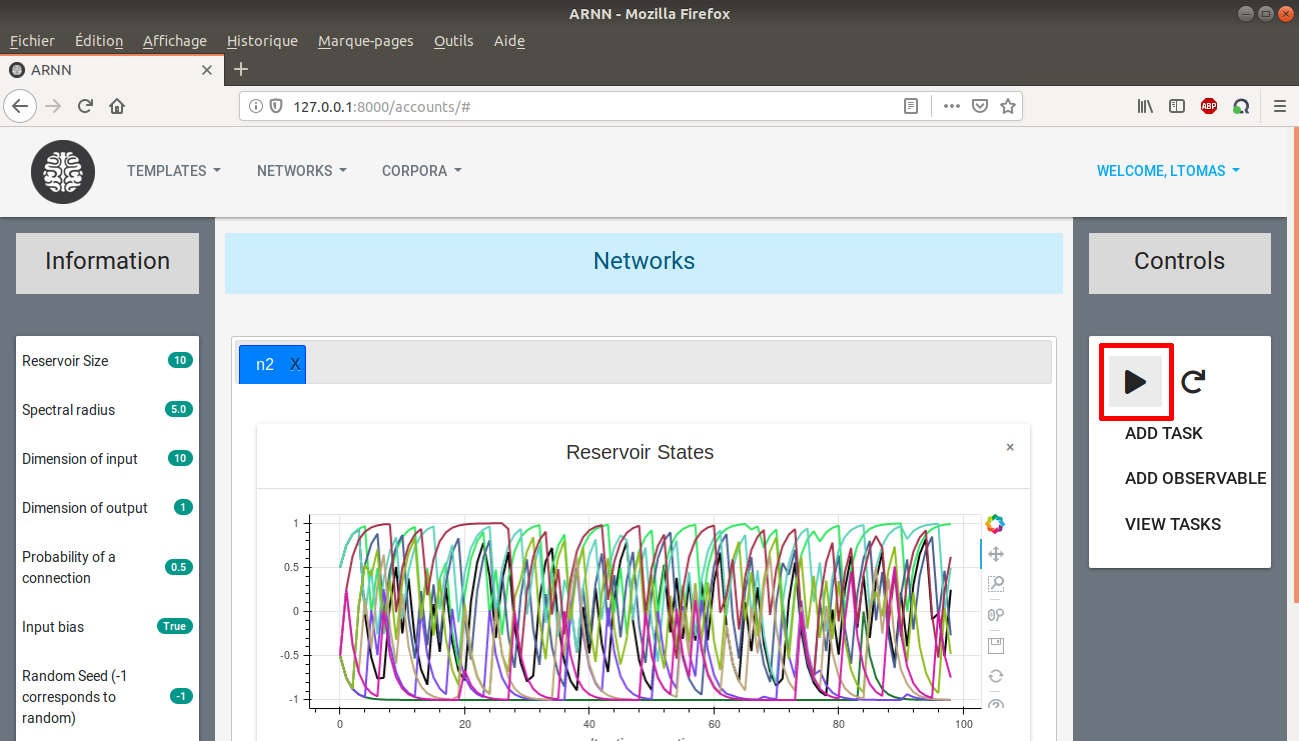 ARNN - Mozilla Firefox
Fichier Édition Affichage Historique Marque-pages Outils Aide
ARNN
127.0.0.1:8000/accounts/#
ABP
TEMPLATES NETWORKS CORPORA WELCOME, LTOMAS
Information
Networks
Controls
Reservoir Size 10
Spectral radius 5.0
Dimension of input 10
Dimension of output 1
Probability of a
connection 0.5
Input bias True
Random Seed (-1
corresponds to -1
random)
n2 X
Reservoir States ×
1
0.5
0
-0.5
-1
0 20 40 60 80 100
ADD TASK
ADD OBSERVABLE
VIEW TASKS